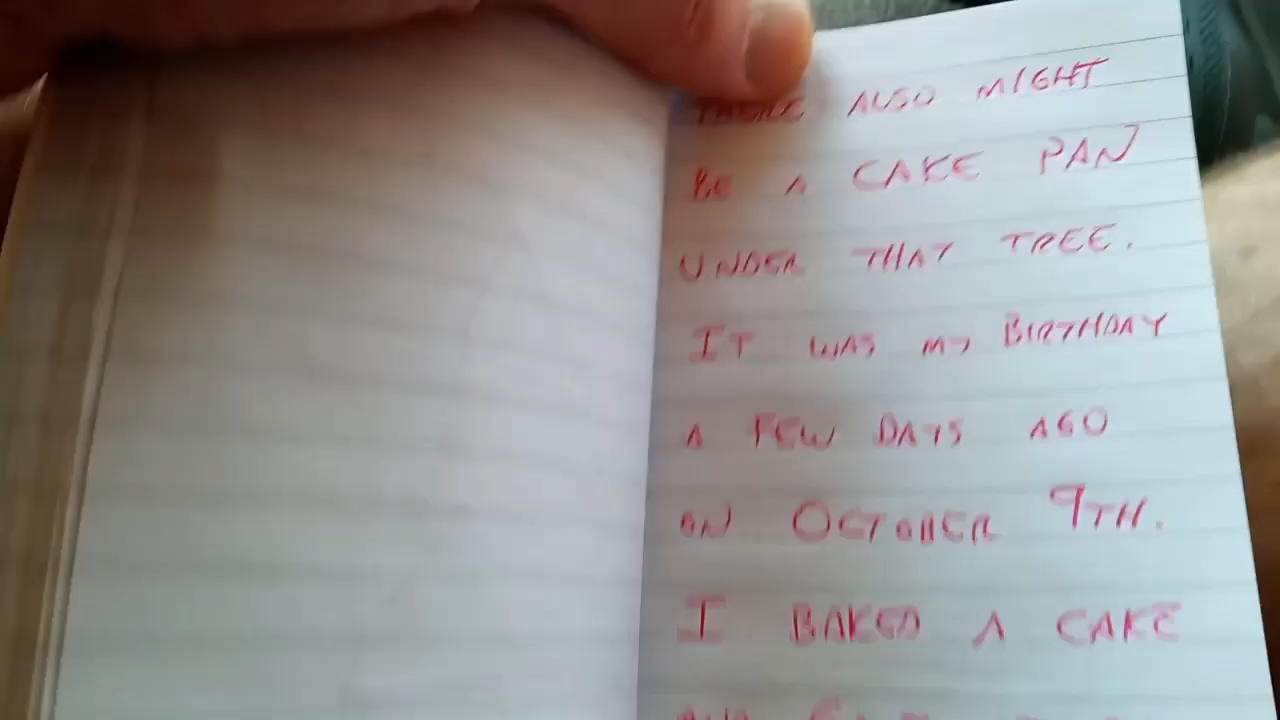 THERE ALSO MIGHT
BE A CAKE PAN
UNDER THAT TREE.
IT WAS MY BIRTHDAY
A FEW DAYS AGO
ON OCTOBER 9TH.
I BAKED A CAKE